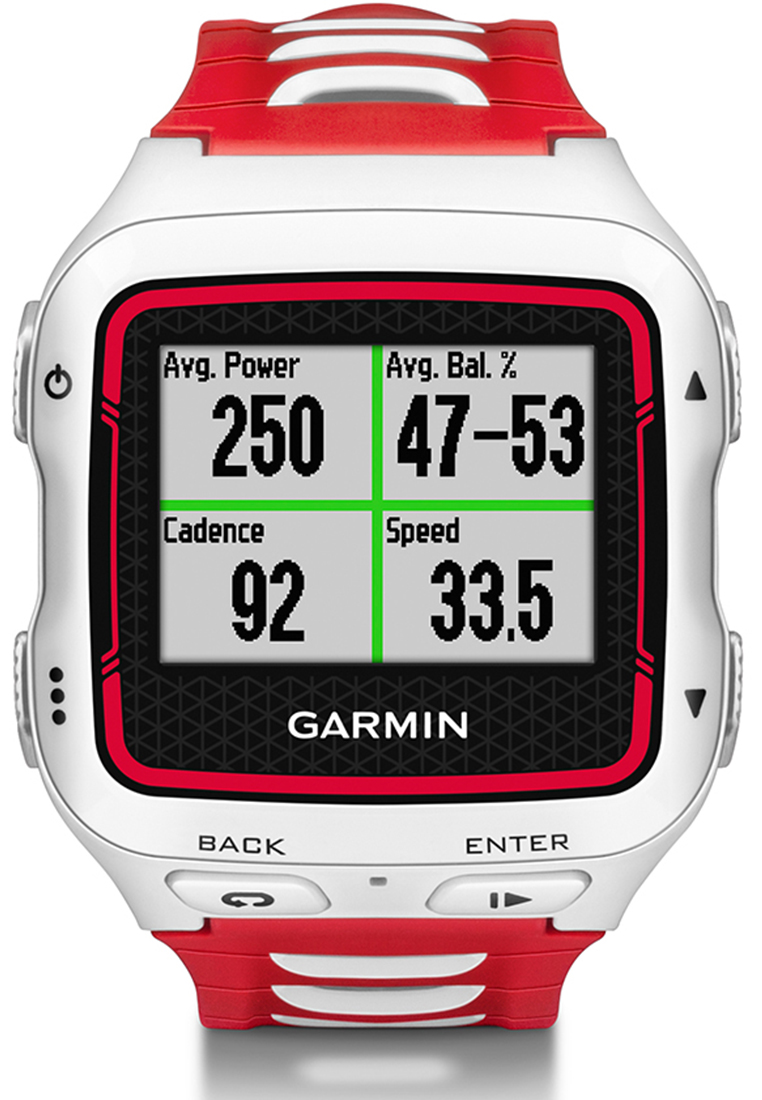 Avg. Power
250
Avg. Bal. %
47-53
Cadence
92
Speed
33.5
GARMIN
BACK
ENTER